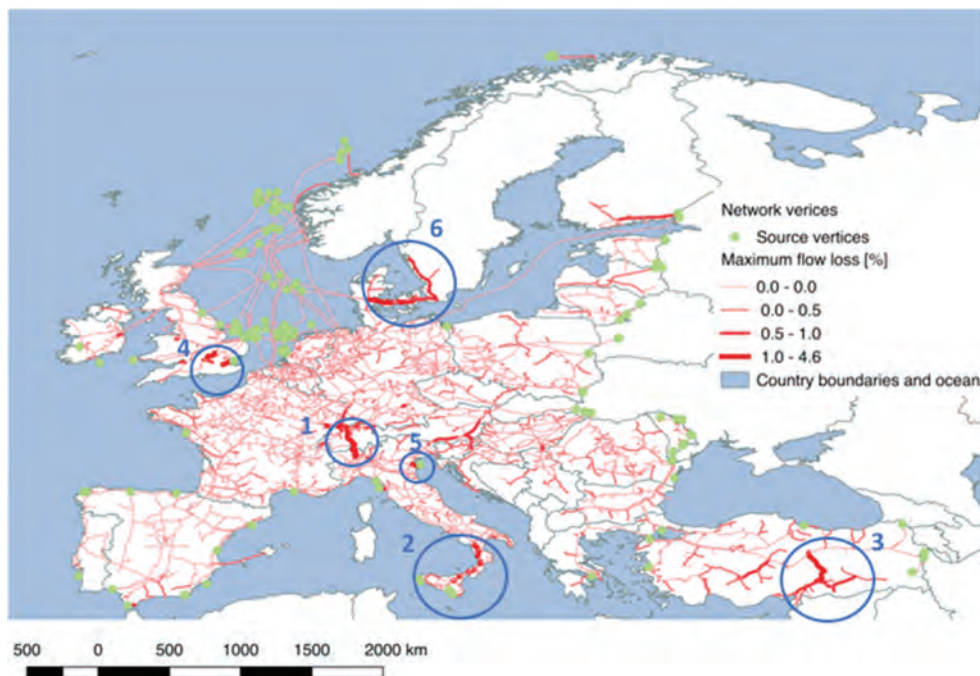 6
Network verices
Source vertices
Maximum flow loss [%]
0.0 - 0.0
0.0 - 0.5
0.5 - 1.0
1.0 - 4.6
Country boundaries and ocean
4
1
5
2
3
500 0 500 1000 1500 2000 km